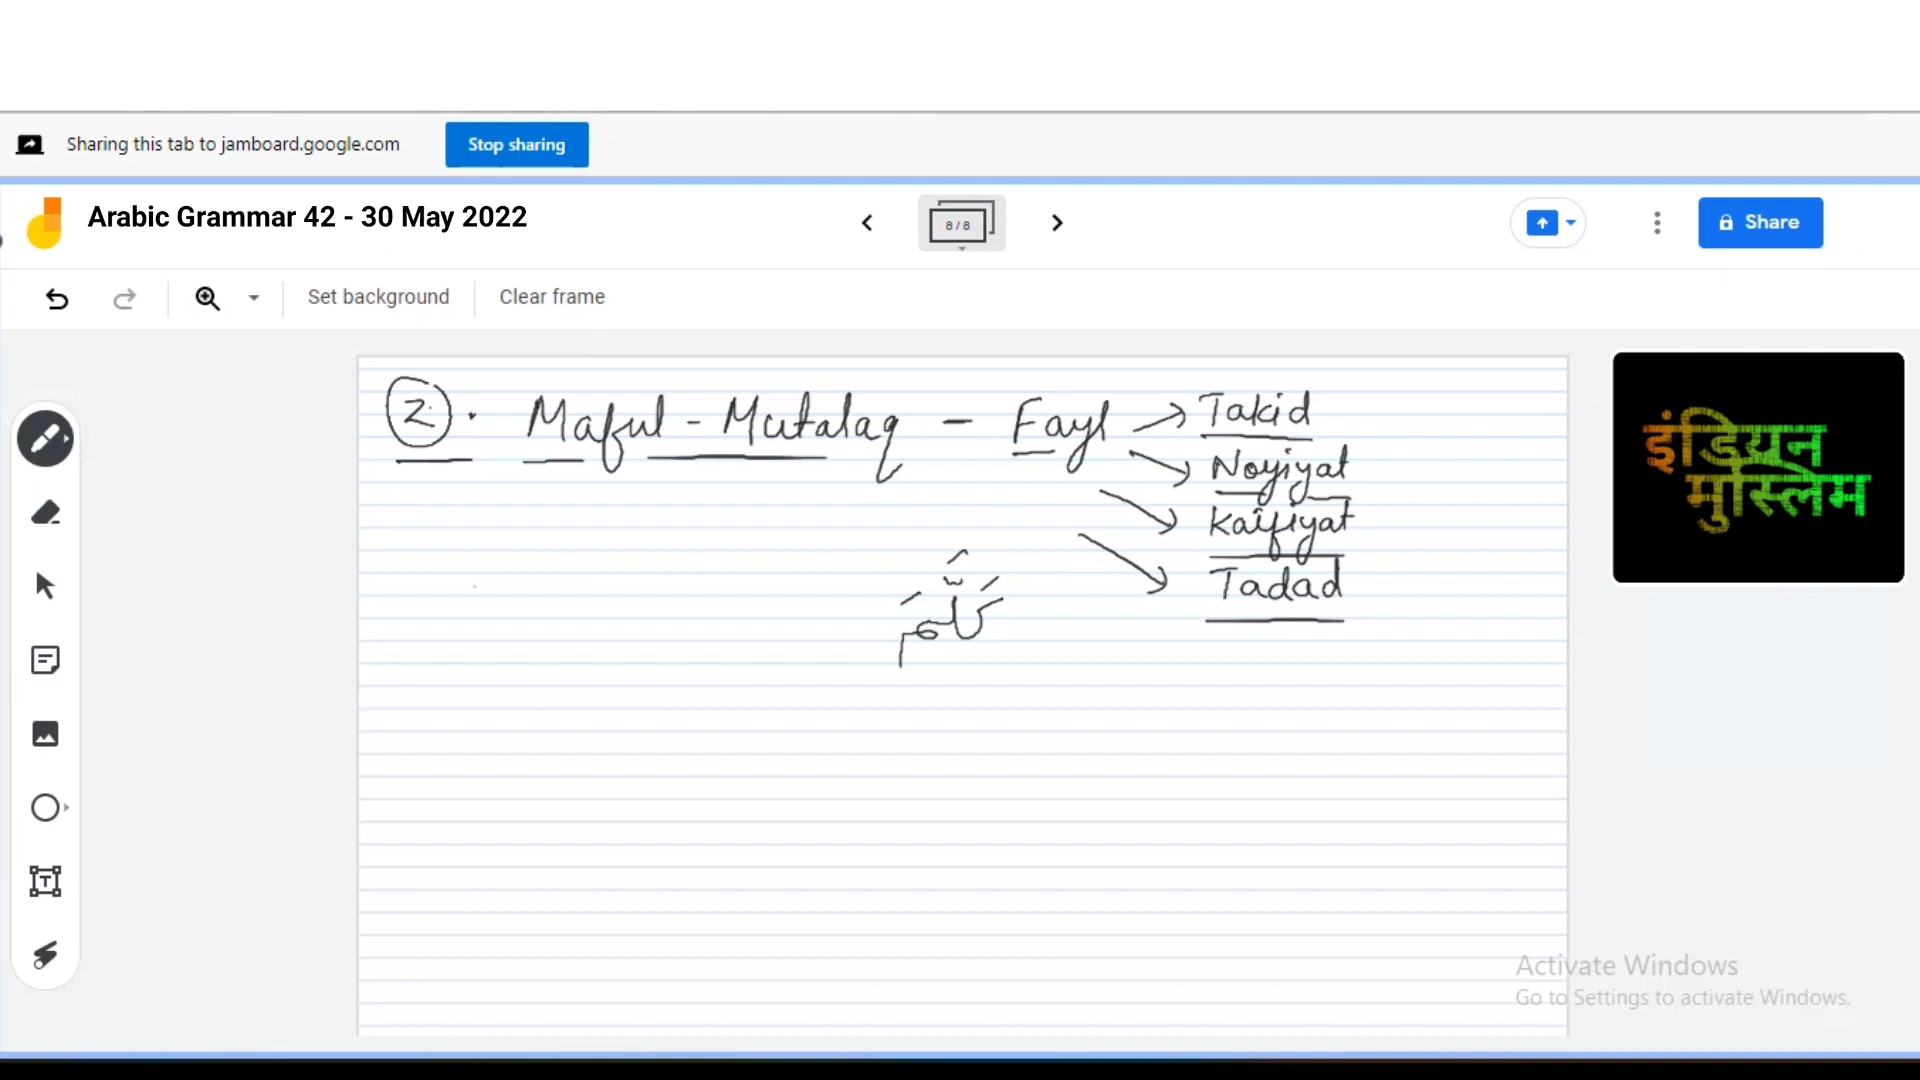 Sharing this tab to jamboard.google.com
Stop sharing
Arabic Grammar 42 - 30 May 2022
8 / 8
Share
Set background
Clear frame
2. Maful - Mutalaq - Fayl → Takid
Noyiyat
Kaifiyat
Tadad
كَلَّمَ
इंडियन
मुस्लिम
Activate Windows
Go to Settings to activate Windows.